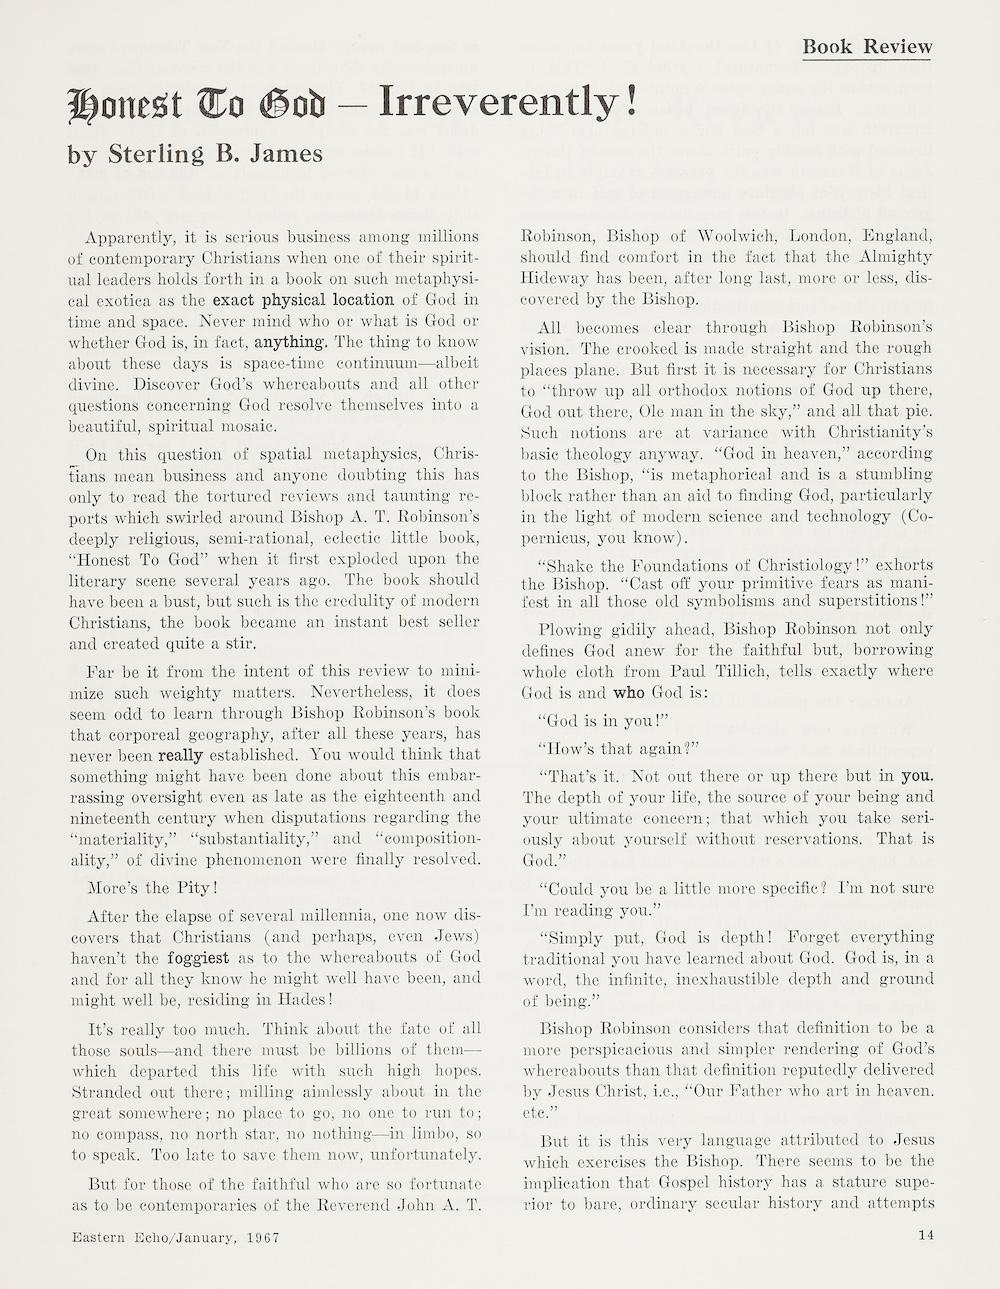 Book Review
Honest To God — Irreverently!
by Sterling B. James
Apparently, it is serious business among millions
of contemporary Christians when one of their spirit-
ual leaders holds forth in a book on such metaphysi-
cal exotica as the exact physical location of God in
time and space. Never mind who or what is God or
whether God is, in fact, anything. The thing to know
about these days is space-time continuum—albeit
divine. Discover God's whereabouts and all other
questions concerning God resolve themselves into a
beautiful, spiritual mosaic.
On this question of spatial metaphysics, Chris-
tians mean business and anyone doubting this has
only to read the tortured reviews and taunting re-
ports which swirled around Bishop A. T. Robinson's
deeply religious, semi-rational, eclectic little book,
"Honest To God" when it first exploded upon the
literary scene several years ago. The book should
have been a bust, but such is the credulity of modern
Christians, the book became an instant best seller
and created quite a stir.
Far be it from the intent of this review to mini-
mize such weighty matters. Nevertheless, it does
seem odd to learn through Bishop Robinson's book
that corporeal geography, after all these years, has
never been really established. You would think that
something might have been done about this embar-
rassing oversight even as late as the eighteenth and
nineteenth century when disputations regarding the
"materiality," "substantiality," and "composition-
ality," of divine phenomenon were finally resolved.
More's the Pity!
After the elapse of several millennia, one now dis-
covers that Christians (and perhaps, even Jews)
haven't the foggiest as to the whereabouts of God
and for all they know he might well have been, and
might well be, residing in Hades!
It's really too much. Think about the fate of all
those souls—and there must be billions of them—
which departed this life with such high hopes.
Stranded out there; milling aimlessly about in the
great somewhere; no place to go, no one to run to;
no compass, no north star, no nothing—in limbo, so
to speak. Too late to save them now, unfortunately.
But for those of the faithful who are so fortunate
as to be contemporaries of the Reverend John A. T.
Robinson, Bishop of Woolwich, London, England,
should find comfort in the fact that the Almighty
Hideway has been, after long last, more or less, dis-
covered by the Bishop.
All becomes clear through Bishop Robinson's
vision. The crooked is made straight and the rough
places plane. But first it is necessary for Christians
to "throw up all orthodox notions of God up there,
God out there, Ole man in the sky," and all that pie.
Such notions are at variance with Christianity's
basic theology anyway. "God in heaven," according
to the Bishop, "is metaphorical and is a stumbling
block rather than an aid to finding God, particularly
in the light of modern science and technology (Co-
pernicus, you know).
"Shake the Foundations of Christiology!" exhorts
the Bishop. "Cast off your primitive fears as mani-
fest in all those old symbolisms and superstitions!"
Plowing gidily ahead, Bishop Robinson not only
defines God anew for the faithful but, borrowing
whole cloth from Paul Tillich, tells exactly where
God is and who God is:
"God is in you!"
"How's that again?"
"That's it. Not out there or up there but in you.
The depth of your life, the source of your being and
your ultimate concern; that which you take seri-
ously about yourself without reservations. That is
God."
"Could you be a little more specific? I'm not sure
I'm reading you."
"Simply put, God is depth! Forget everything
traditional you have learned about God. God is, in a
word, the infinite, inexhaustible depth and ground
of being."
Bishop Robinson considers that definition to be a
more perspicacious and simpler rendering of God's
whereabouts than that definition reputedly delivered
by Jesus Christ, i.e., "Our Father who art in heaven.
etc."
But it is this very language attributed to Jesus
which exercises the Bishop. There seems to be the
implication that Gospel history has a stature supe-
rior to bare, ordinary secular history and attempts
Eastern Echo/January, 1967
14